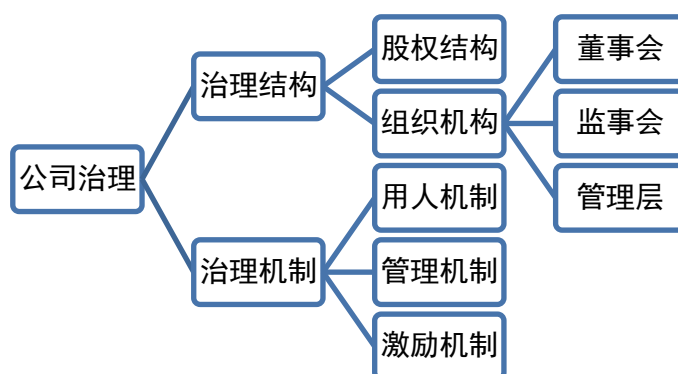 公司治理
治理结构
股权结构
组织机构
董事会
监事会
管理层
治理机制
用人机制
管理机制
激励机制